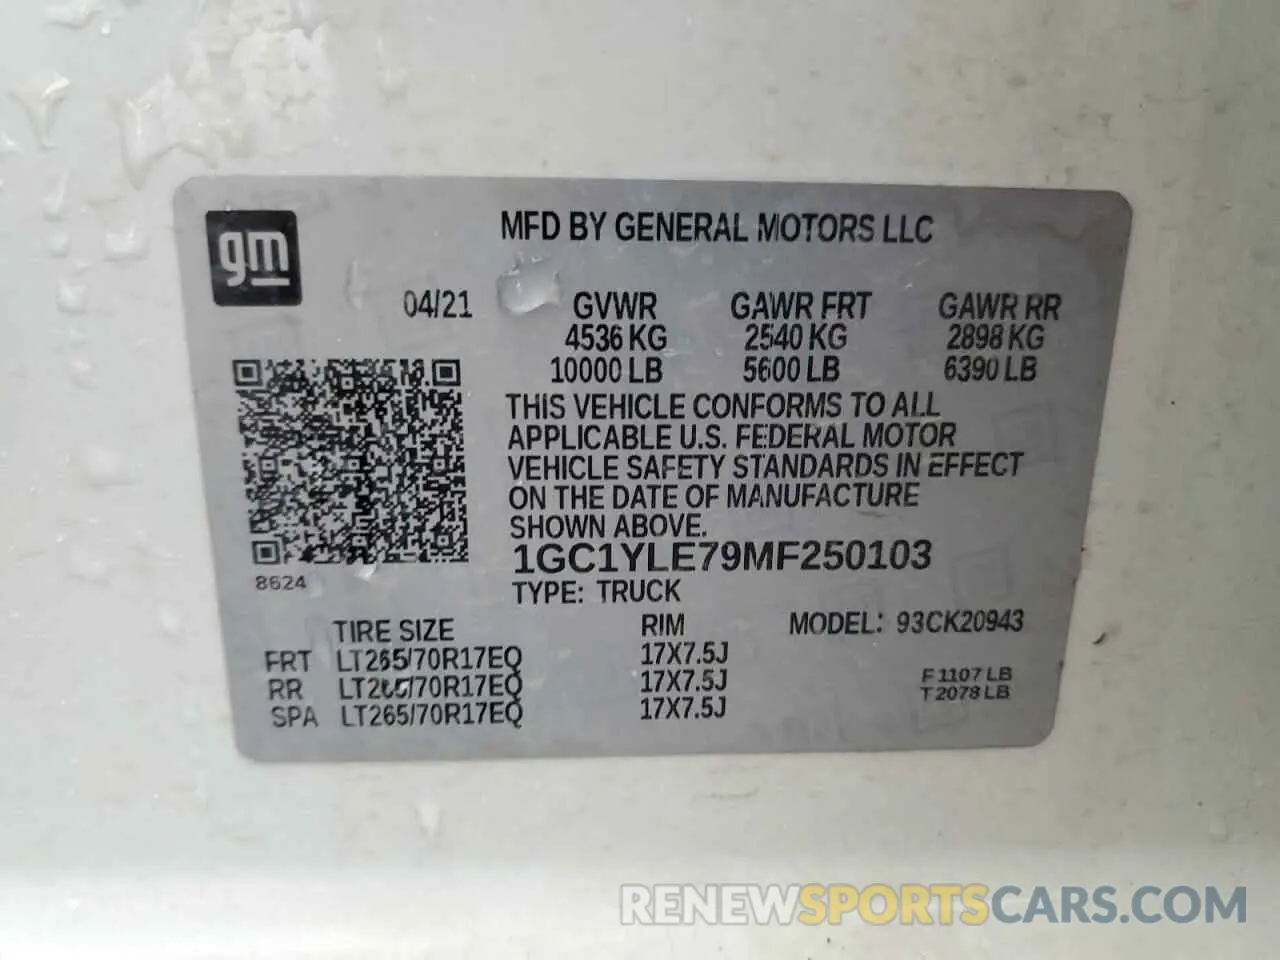 MFD BY GENERAL MOTORS LLC
gm
04/21 GVWR GAWR FRT GAWR RR
4536 KG 2540 KG 2898 KG
10000 LB 5600 LB 6390 LB
THIS VEHICLE CONFORMS TO ALL
APPLICABLE U.S. FEDERAL MOTOR
VEHICLE SAFETY STANDARDS IN EFFECT
ON THE DATE OF MANUFACTURE
SHOWN ABOVE.
1GC1YLE79MF250103
8624
TYPE: TRUCK
TIRE SIZE RIM MODEL: 93CK20943
FRT LT265/70R17EQ 17X7.5J
RR LT265/70R17EQ 17X7.5J
SPA LT265/70R17EQ 17X7.5J
F 1107 LB
T 2078 LB
RENEWSPORTSCARS.COM